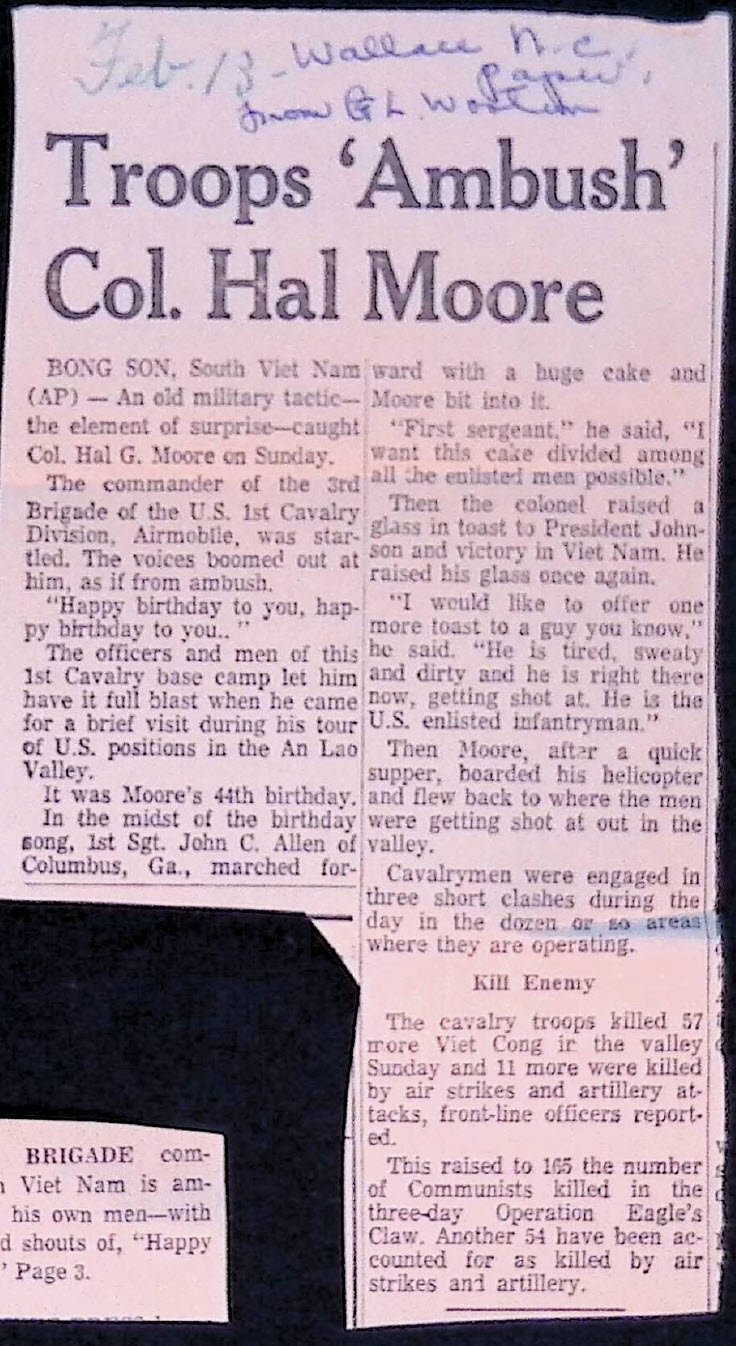 Feb. 13 - Wallace N.C.
paper,
from G L.
Troops ‘Ambush’
Col. Hal Moore
BONG SON, South Viet Nam
(AP) — An old military tactic—
the element of surprise—caught
Col. Hal G. Moore on Sunday.
The commander of the 3rd
Brigade of the U.S. 1st Cavalry
Division, Airmobile, was star-
tled. The voices boomed out at
him, as if from ambush.
“Happy birthday to you, hap-
py birthday to you.. ”
The officers and men of this
1st Cavalry base camp let him
have it full blast when he came
for a brief visit during his tour
of U.S. positions in the An Lao
Valley.
It was Moore’s 44th birthday.
In the midst of the birthday
song, 1st Sgt. John C. Allen of
Columbus, Ga., marched for-
ward with a huge cake and
Moore bit into it.
“First sergeant,” he said, “I
want this cake divided among
all the enlisted men possible.”
Then the colonel raised a
glass in toast to President John-
son and victory in Viet Nam. He
raised his glass once again.
“I would like to offer one
more toast to a guy you know,”
he said. “He is tired, sweaty
and dirty and he is right there
now, getting shot at. He is the
U.S. enlisted infantryman.”
Then Moore, after a quick
supper, boarded his helicopter
and flew back to where the men
were getting shot at out in the
valley.
Cavalrymen were engaged in
three short clashes during the
day in the dozen or so areas
where they are operating.
Kill Enemy
The cavalry troops killed 57
more Viet Cong in the valley
Sunday and 11 more were killed
by air strikes and artillery at-
tacks, front-line officers report-
ed.
This raised to 165 the number
of Communists killed in the
three-day Operation Eagle’s
Claw. Another 54 have been ac-
counted for as killed by air
strikes and artillery.
BRIGADE com-
Viet Nam is am-
his own men—with
d shouts of, “Happy
’ Page 3.